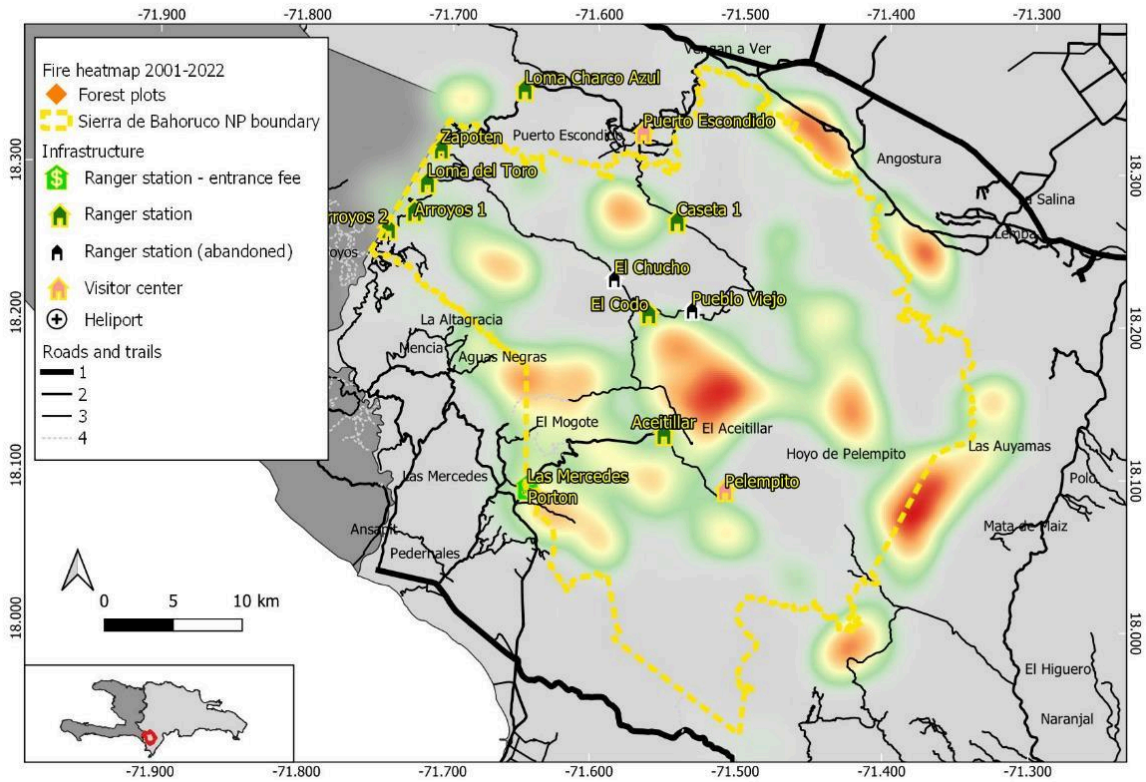 -71.900
-71.800
-71.700
-71.600
-71.500
-71.400
-71.300
Fire heatmap 2001-2022
Forest plots
Sierra de Bahoruco NP boundary
Infrastructure
$ Ranger station - entrance fee
Ranger station
Ranger station (abandoned)
Visitor center
Heliport
Roads and trails
1
2
3
4
Vengan a Ver
Loma Charco Azul
Puerto Escondido
Puerto Escondido
Zapoten
Angostura
18.300
18.300
Loma del Toro
La Salina
Arroyos 1
Caseta 1
rroyos 2
Lemba
oyos
El Chucho
El Codo
Pueblo Viejo
18.200
18.200
La Altagracia
Mencia
Aguas Negras
El Mogote
Aceitillar
El Aceitillar
Las Auyamas
Hoyo de Pelempito
18.100
18.100
Las Mercedes
Las Mercedes
Porton
Pelempito
Polo
Mata de Maiz
Ansapit
Pedernales
0 5 10 km
18.000
18.000
El Higuero
Naranjal
-71.900
-71.800
-71.700
-71.600
-71.500
-71.400
-71.300